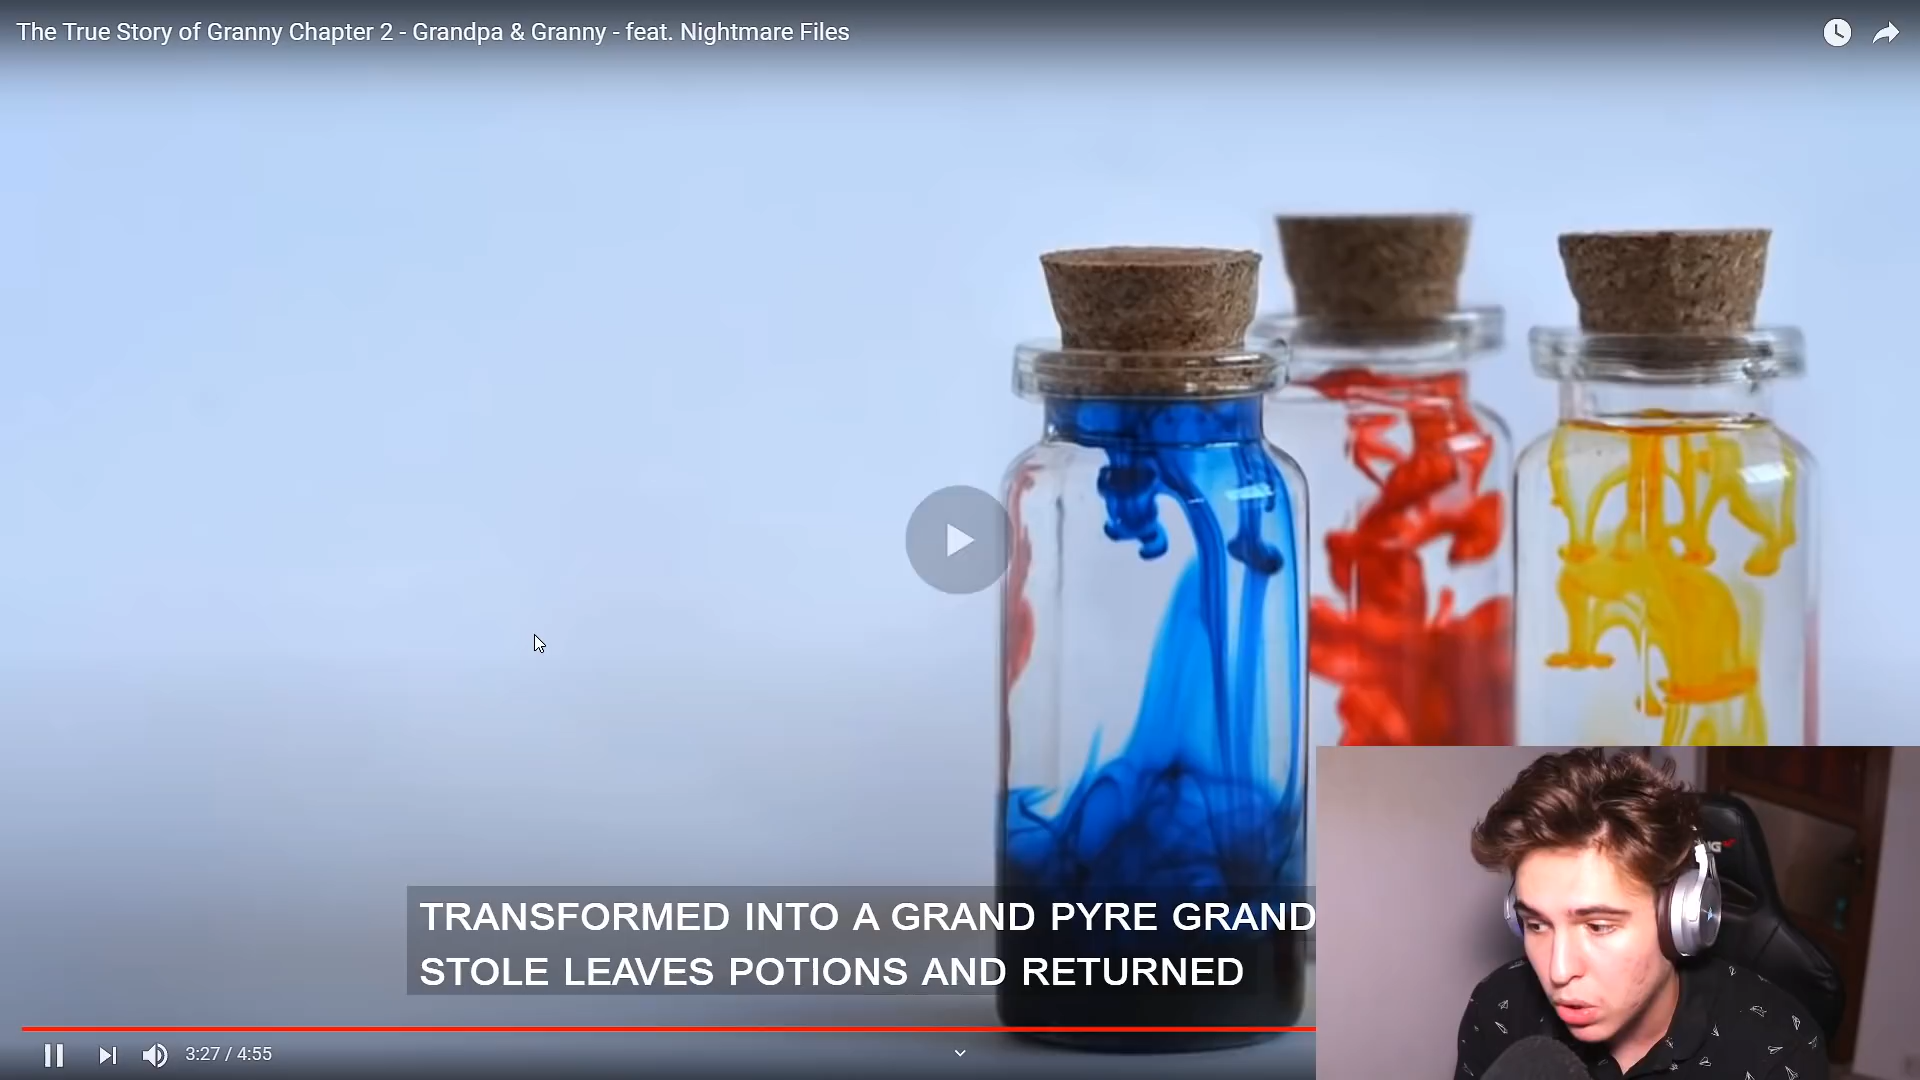 The True Story of Granny Chapter 2 - Grandpa & Granny - feat. Nightmare Files
TRANSFORMED INTO A GRAND PYRE GRAND
STOLE LEAVES POTIONS AND RETURNED
3:27 / 4:55